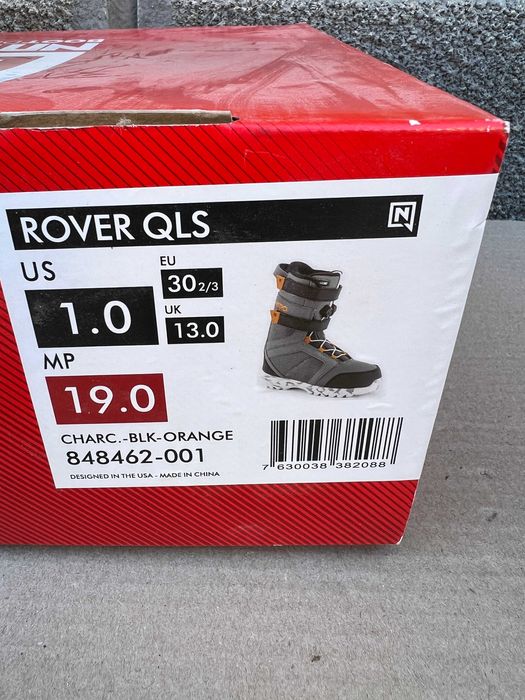 ROVER QLS
N
US
1.0
EU
30 2/3
UK
13.0
MP
19.0
CHARC.-BLK-ORANGE
848462-001
DESIGNED IN THE USA - MADE IN CHINA
7 630038 382088